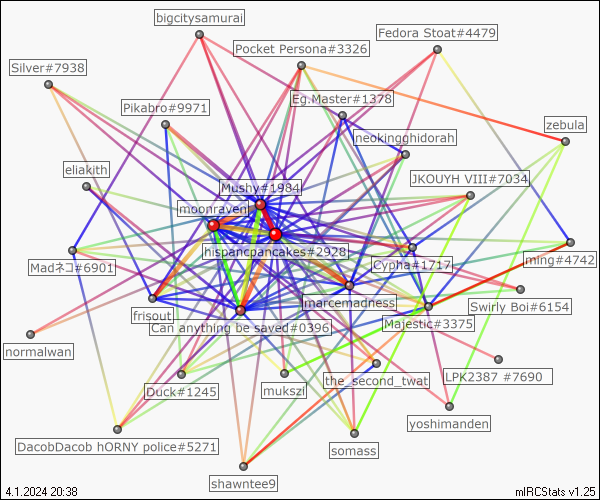 bigcitysamurai
Fedora Stoat#4479
Pocket Persona#3326
Silver#7938
Eg.Master#1378
Pikabro#9971
zebula
neokingghidorah
eliakith
JKOUYH VIII#7034
Mushy#1984
moonraven
hispancpancakes#2928
ming#4742
Cypha#1717
Madネコ#6901
marcemadness
Swirly Boi#6154
frisout
Can anything be saved#0396
Majestic#3375
normalwan
the_second_twat
LPK2387 #7690
Duck#1245
mukszi
yoshimanden
DacobDacob hORNY police#5271
somass
shawntee9
4.1.2024 20:38
mIRCStats v1.25